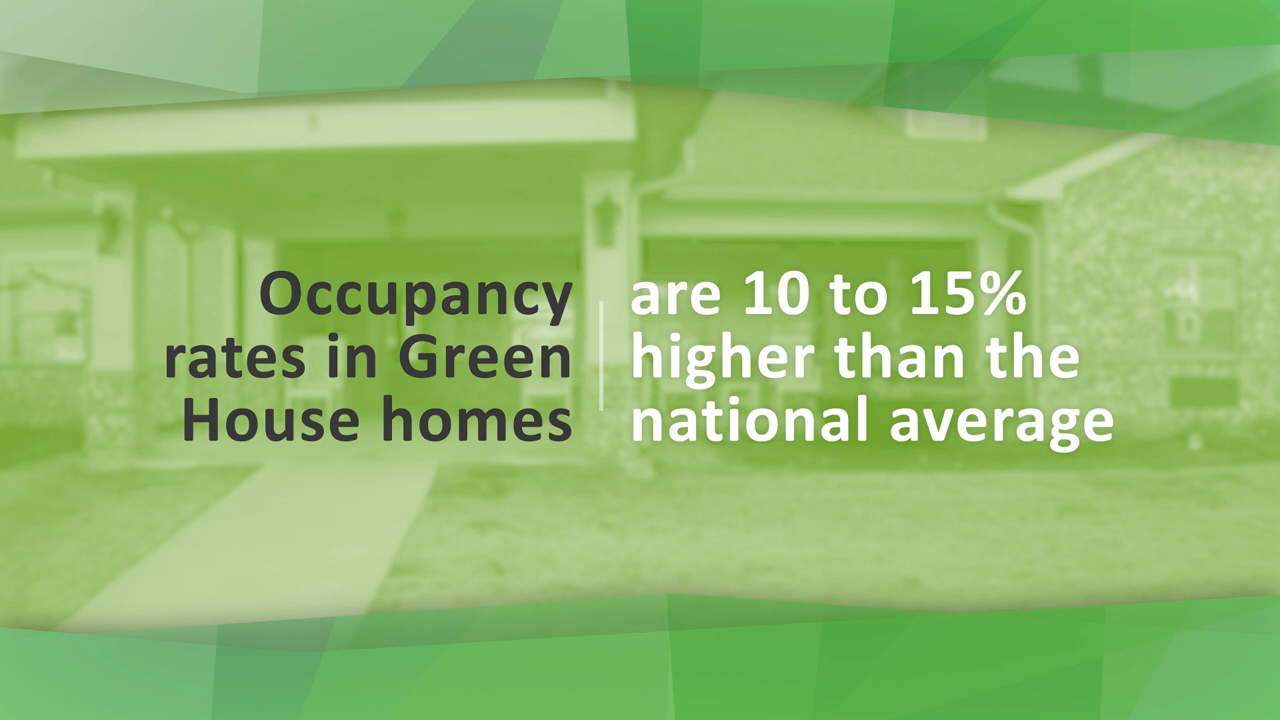 Occupancy
rates in Green
House homes
are 10 to 15%
higher than the
national average